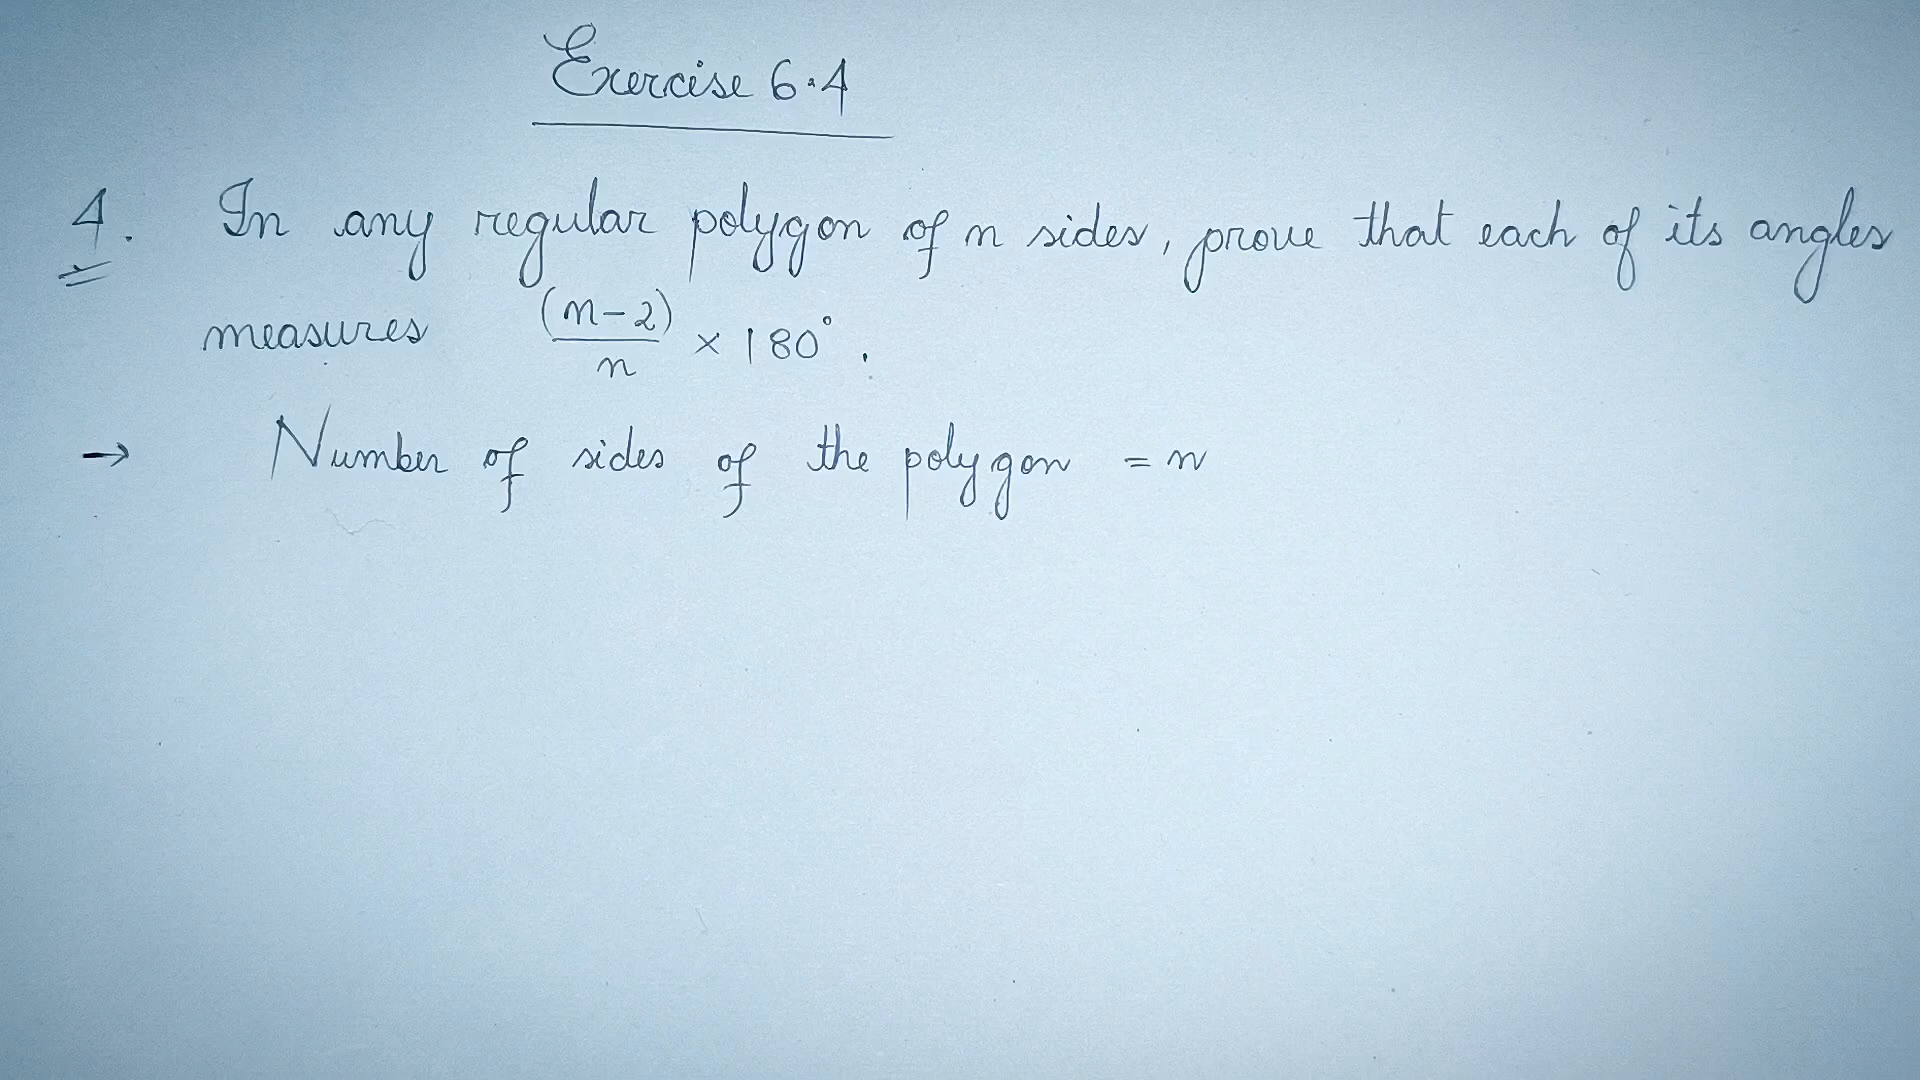 Exercise 6.4
4. In any regular polygon of n sides, prove that each of its angles
measures (n-2)/n × 180°.
→ Number of sides of the polygon = n